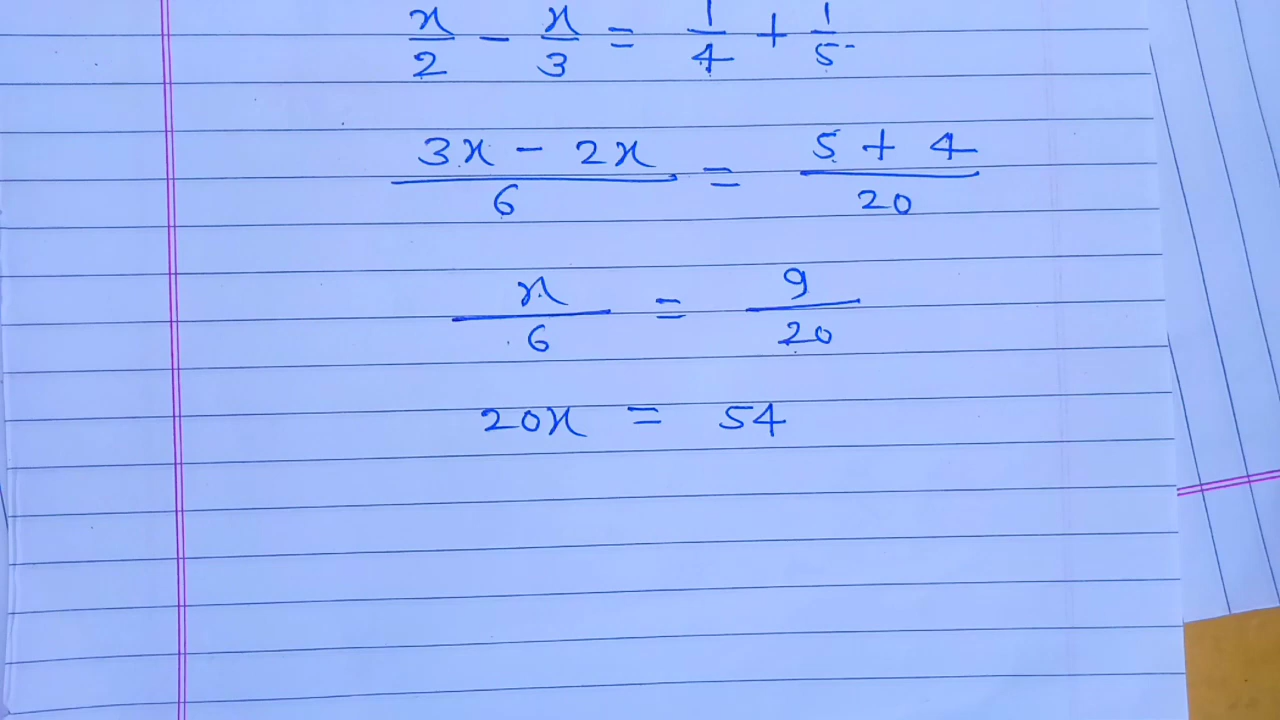 x/2 - x/3 = 1/4 + 1/5
(3x - 2x)/6 = (5 + 4)/20
x/6 = 9/20
20x = 54